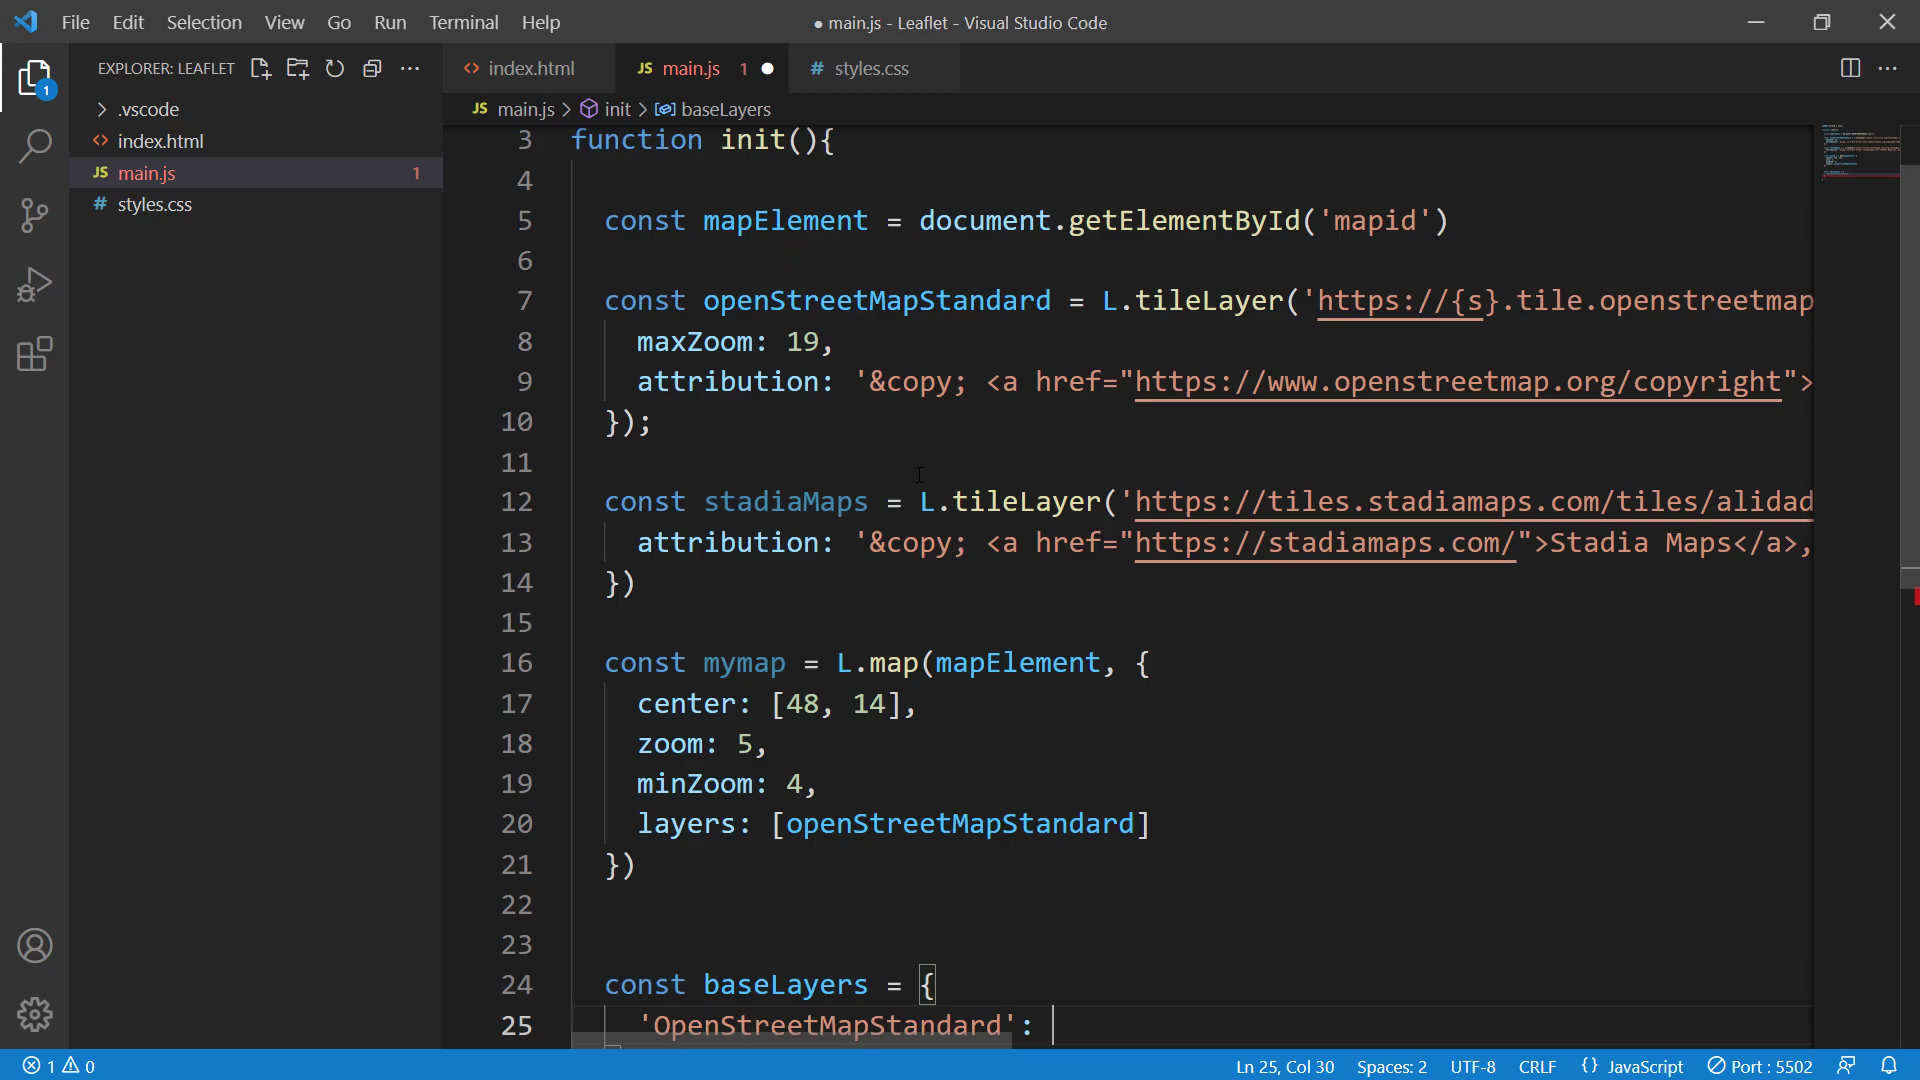 File Edit Selection View Go Run Terminal Help
● main.js - Leaflet - Visual Studio Code
EXPLORER: LEAFLET
1
.vscode
index.html
JS main.js 1
# styles.css
index.html
JS main.js 1
# styles.css
JS main.js > init > baseLayers
3 function init(){
4
5 const mapElement = document.getElementById('mapid')
6
7 const openStreetMapStandard = L.tileLayer('https://{s}.tile.openstreetmap
8 maxZoom: 19,
9 attribution: '&copy; <a href="https://www.openstreetmap.org/copyright">
10 });
11
12 const stadiaMaps = L.tileLayer('https://tiles.stadiamaps.com/tiles/alidad
13 attribution: '&copy; <a href="https://stadiamaps.com/">Stadia Maps</a>,
14 })
15
16 const mymap = L.map(mapElement, {
17 center: [48, 14],
18 zoom: 5,
19 minZoom: 4,
20 layers: [openStreetMapStandard]
21 })
22
23
24 const baseLayers = {
25 'OpenStreetMapStandard':
1 0
Ln 25, Col 30 Spaces: 2 UTF-8 CRLF {} JavaScript Port : 5502